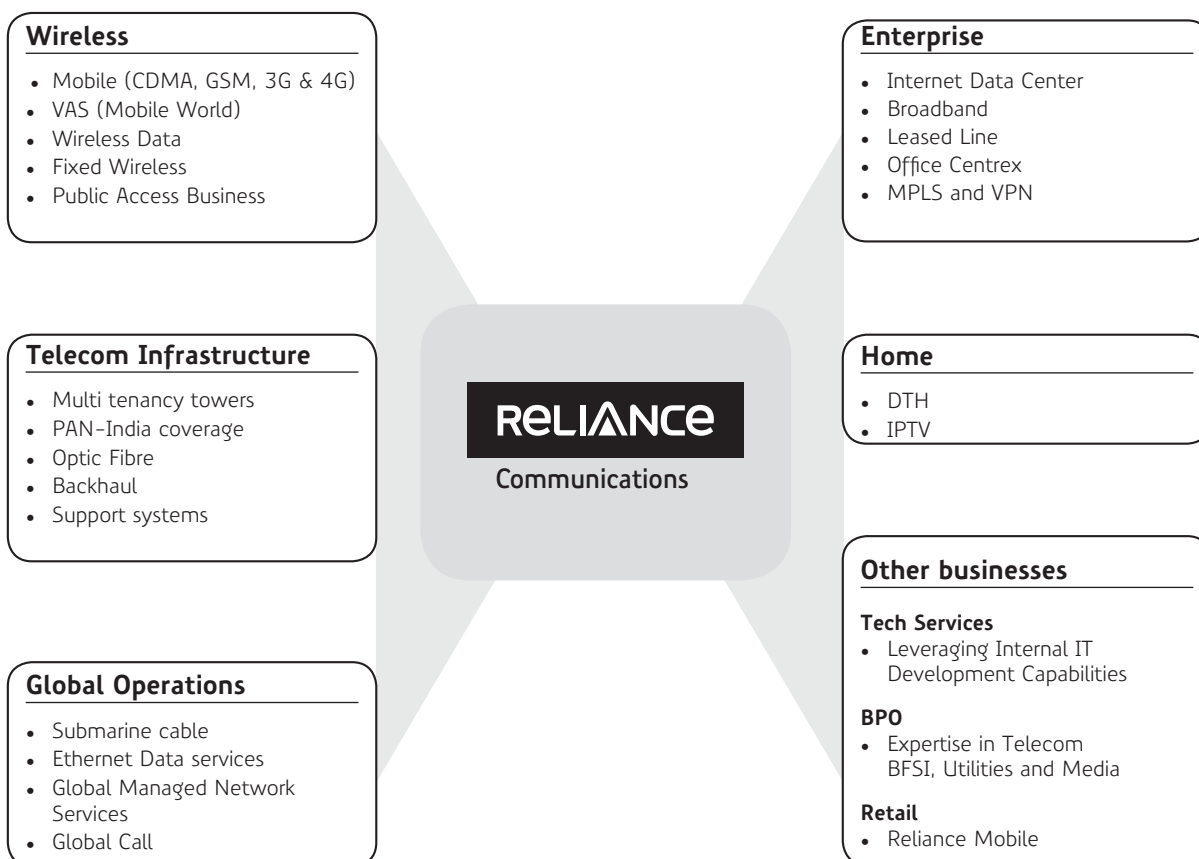 Wireless
• Mobile (CDMA, GSM, 3G & 4G)
• VAS (Mobile World)
• Wireless Data
• Fixed Wireless
• Public Access Business
Telecom Infrastructure
• Multi tenancy towers
• PAN-India coverage
• Optic Fibre
• Backhaul
• Support systems
Global Operations
• Submarine cable
• Ethernet Data services
• Global Managed Network
Services
• Global Call
RELIANCE
Communications
Enterprise
• Internet Data Center
• Broadband
• Leased Line
• Office Centrex
• MPLS and VPN
Home
• DTH
• IPTV
Other businesses
Tech Services
• Leveraging Internal IT
Development Capabilities
BPO
• Expertise in Telecom
BFSI, Utilities and Media
Retail
• Reliance Mobile